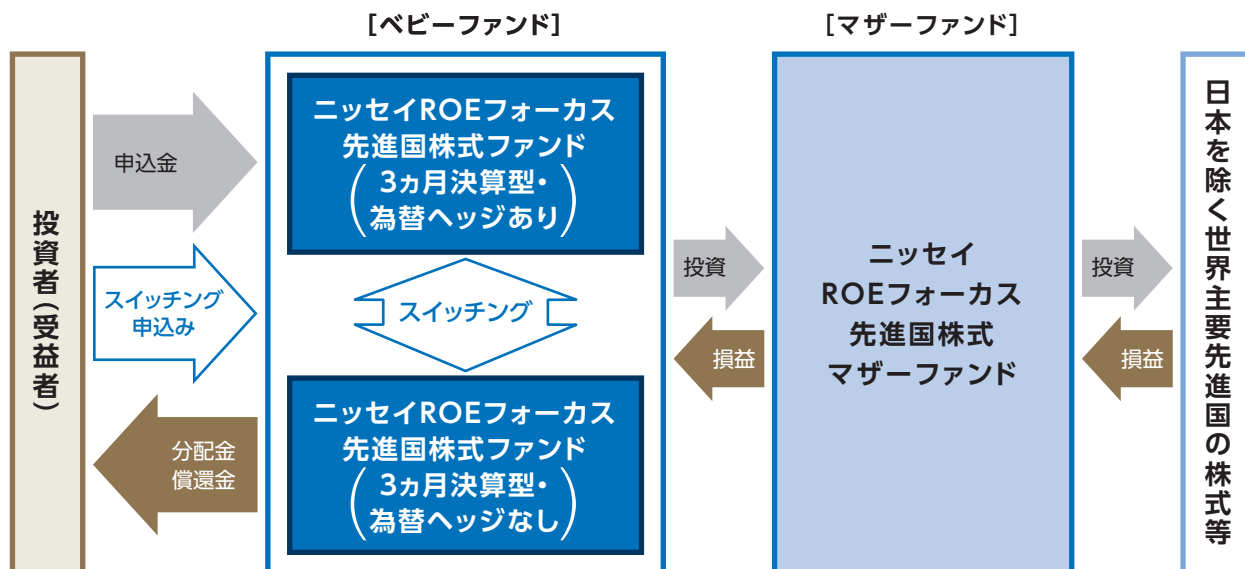 [ベビーファンド]
[マザーファンド]
投資者(受益者)
申込金
スイッチング
申込み
分配金
償還金
ニッセイROEフォーカス
先進国株式ファンド
(3ヵ月決算型・
為替ヘッジあり)
スイッチング
ニッセイROEフォーカス
先進国株式ファンド
(3ヵ月決算型・
為替ヘッジなし)
投資
損益
ニッセイ
ROEフォーカス
先進国株式
マザーファンド
投資
損益
日本を除く世界主要先進国の株式等